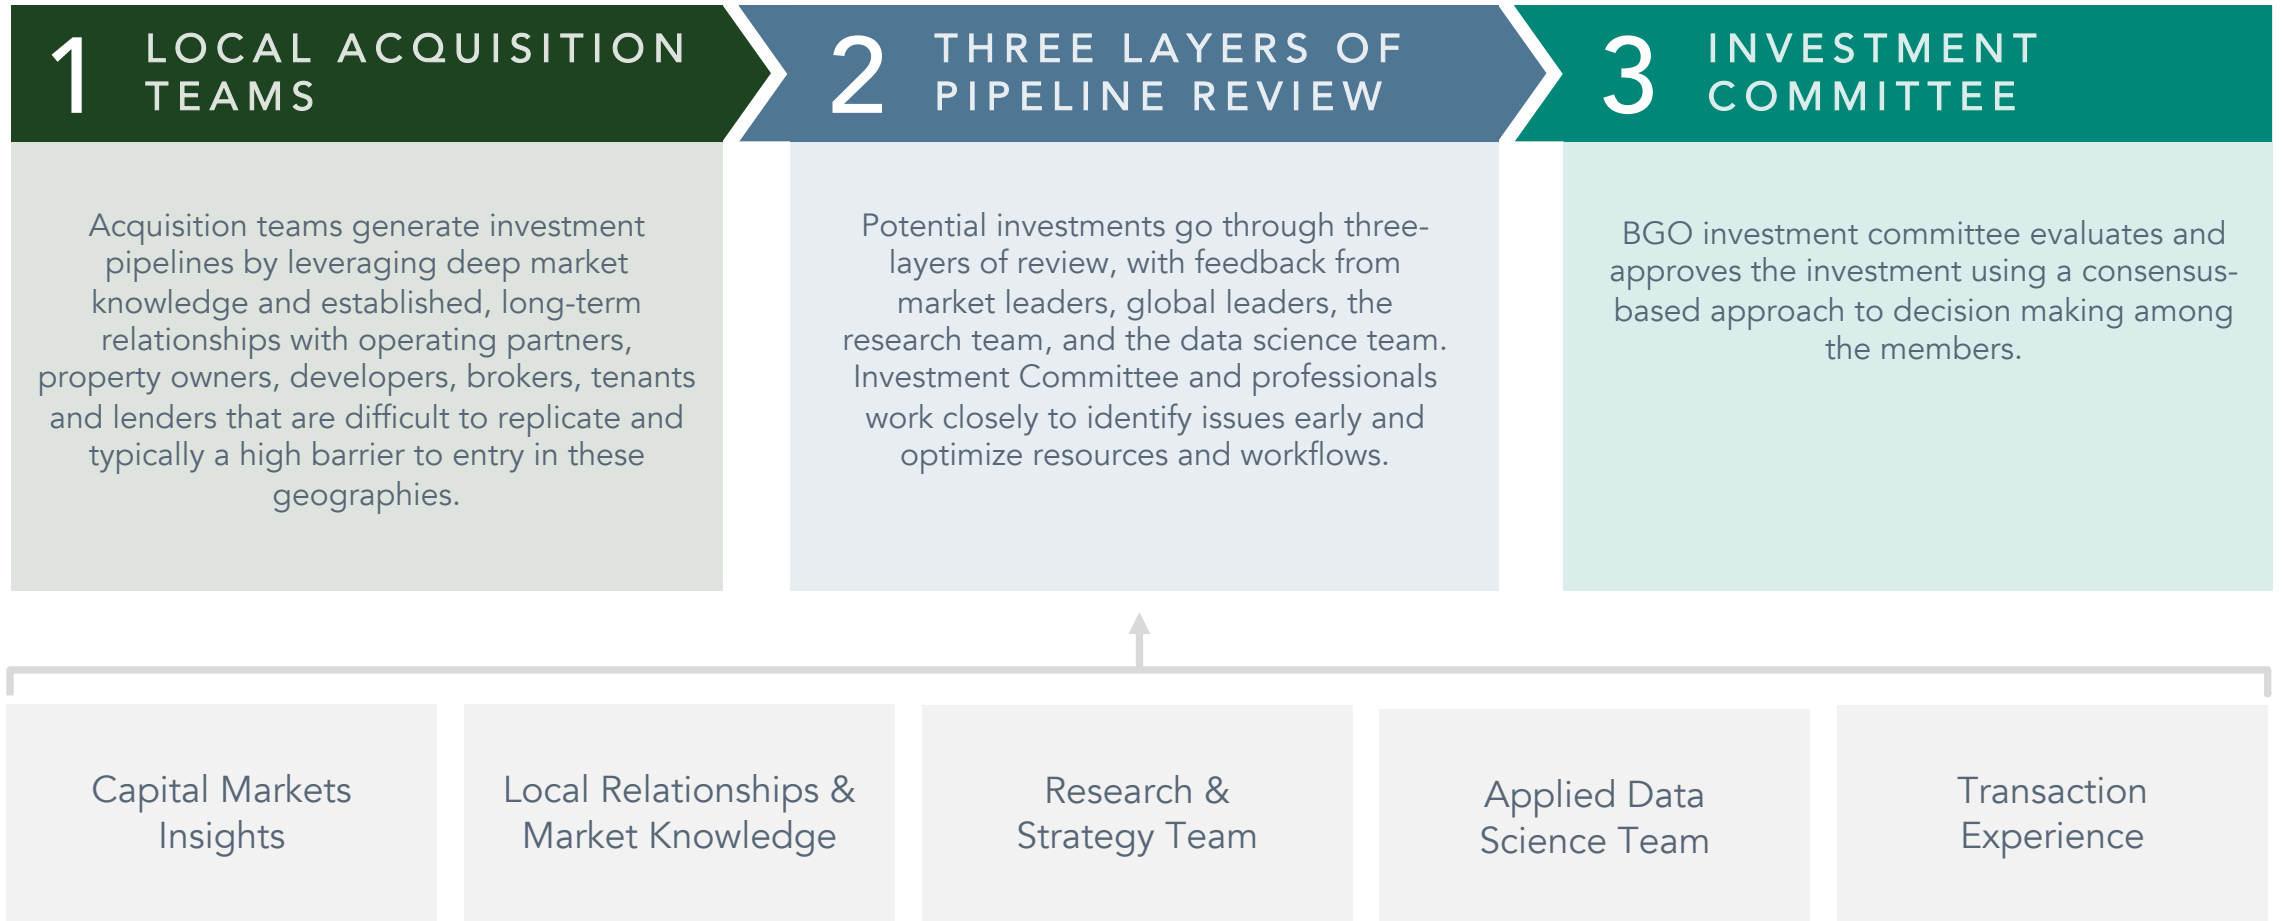 1
LOCAL ACQUISITION
TEAMS
Acquisition teams generate investment
pipelines by leveraging deep market
knowledge and established, long-term
relationships with operating partners,
property owners, developers, brokers, tenants
and lenders that are difficult to replicate and
typically a high barrier to entry in these
geographies.
2
THREE LAYERS OF
PIPELINE REVIEW
Potential investments go through three-
layers of review, with feedback from
market leaders, global leaders, the
research team, and the data science team.
Investment Committee and professionals
work closely to identify issues early and
optimize resources and workflows.
3
INVESTMENT
COMMITTEE
BGO investment committee evaluates and
approves the investment using a consensus-
based approach to decision making among
the members.
Capital Markets
Insights
Local Relationships &
Market Knowledge
Research &
Strategy Team
Applied Data
Science Team
Transaction
Experience